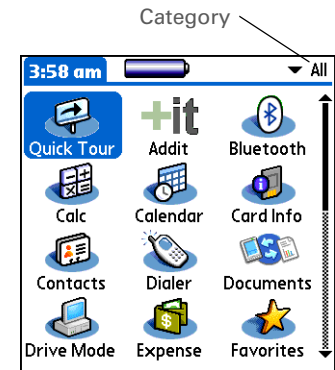 Category
3:58 am All
+it
Quick Tour Addit Bluetooth
Calc Calendar Card Info
Contacts Dialer Documents
$
Drive Mode Expense Favorites